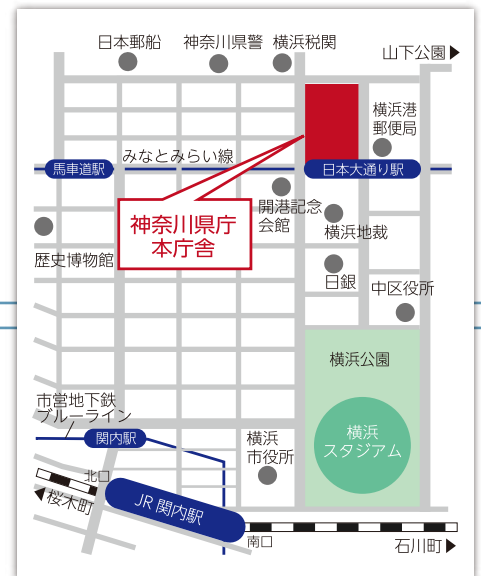 日本郵船
神奈川県警
横浜税関
山下公園▶
横浜港
郵便局
みなとみらい線
馬車道駅
日本大通り駅
神奈川県庁
本庁舎
開港記念
会館
横浜地裁
歴史博物館
日銀
中区役所
横浜公園
市営地下鉄
ブルーライン
関内駅
横浜
市役所
横浜
スタジアム
北口
◀桜木町
JR 関内駅
南口
石川町▶